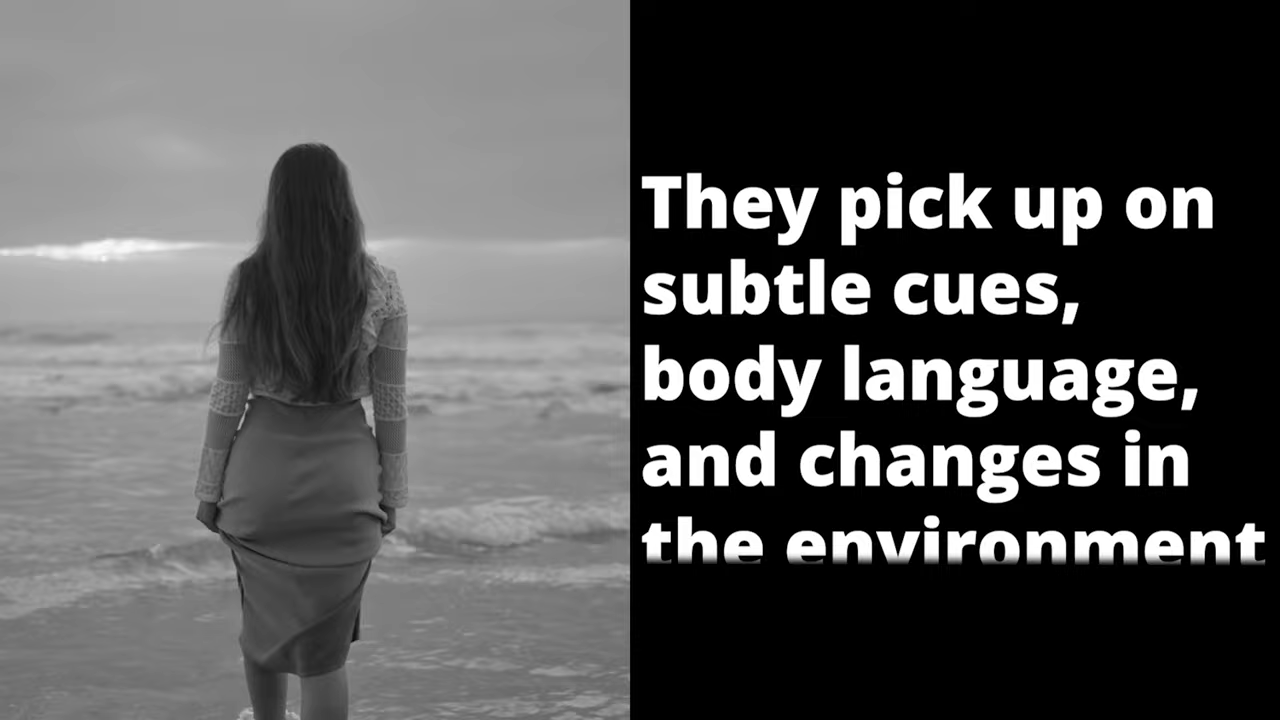 They pick up on
subtle cues,
body language,
and changes in
the environment